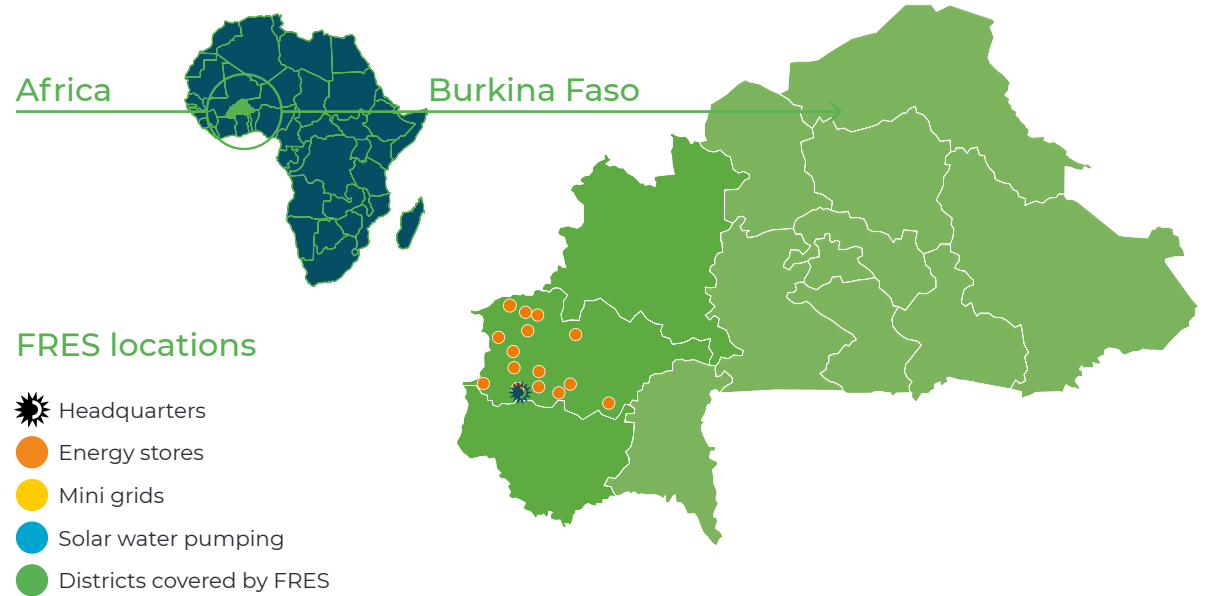 Africa
Burkina Faso
FRES locations
Headquarters
Energy stores
Mini grids
Solar water pumping
Districts covered by FRES